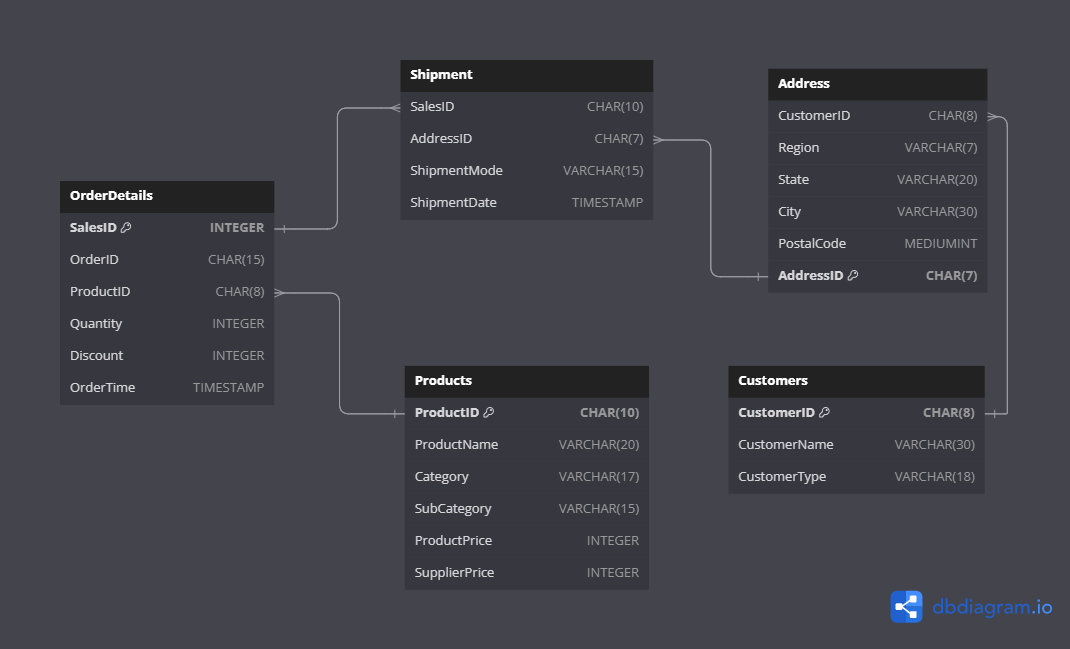 Shipment
SalesID CHAR(10)
AddressID CHAR(7)
ShipmentMode VARCHAR(15)
ShipmentDate TIMESTAMP
Address
CustomerID CHAR(8)
Region VARCHAR(7)
State VARCHAR(20)
City VARCHAR(30)
PostalCode MEDIUMINT
AddressID CHAR(7)
OrderDetails
SalesID INTEGER
OrderID CHAR(15)
ProductID CHAR(8)
Quantity INTEGER
Discount INTEGER
OrderTime TIMESTAMP
Products
ProductID CHAR(10)
ProductName VARCHAR(20)
Category VARCHAR(17)
SubCategory VARCHAR(15)
ProductPrice INTEGER
SupplierPrice INTEGER
Customers
CustomerID CHAR(8)
CustomerName VARCHAR(30)
CustomerType VARCHAR(18)
dbdiagram.io